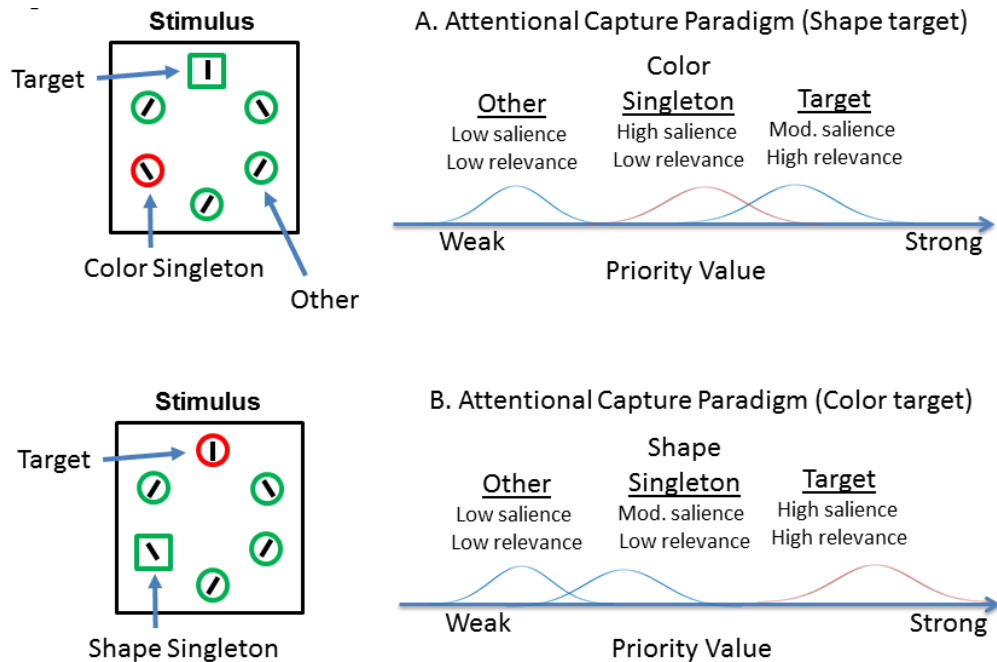 Stimulus
Target
Color Singleton
Other
A. Attentional Capture Paradigm (Shape target)
Color
Other Singleton Target
Low salience High salience Mod. salience
Low relevance Low relevance High relevance
Weak Strong
Priority Value
Stimulus
Target
Shape Singleton
B. Attentional Capture Paradigm (Color target)
Shape
Other Singleton Target
Low salience Mod. salience High salience
Low relevance Low relevance High relevance
Weak Strong
Priority Value